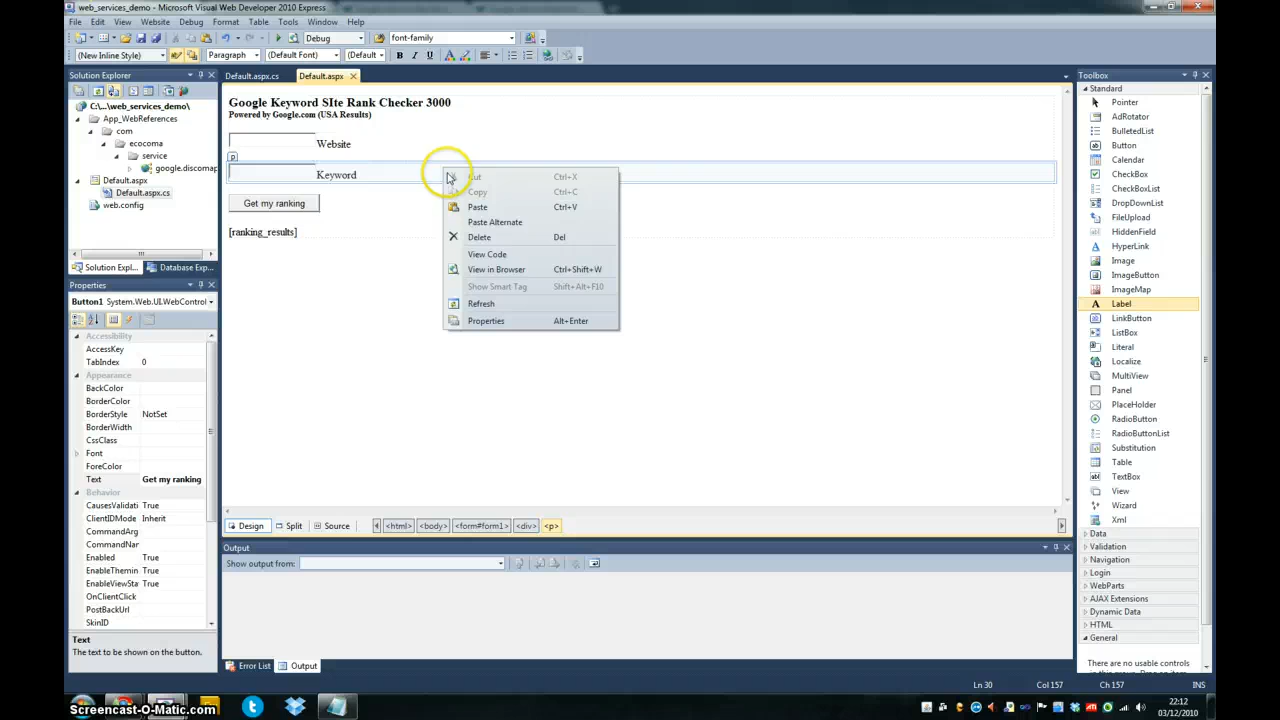 web_services_demo - Microsoft Visual Web Developer 2010 Express
File Edit View Website Debug Format Table Tools Window Help
Debug font-family
(New Inline Style) Paragraph (Default Font) (Default B I U A
Solution Explorer
C:\...\web_services_demo\
App_WebReferences
com
ecocoma
service
google.discomap
Default.aspx
Default.aspx.cs
web.config
Solution Expl... Database Exp...
Properties
Button1 System.Web.UI.WebControl
Accessibility
AccessKey
TabIndex 0
Appearance
BackColor
BorderColor
BorderStyle NotSet
BorderWidth
CssClass
Font
ForeColor
Text Get my ranking
Behavior
CausesValidati True
ClientIDMode Inherit
CommandArg
CommandNar
Enabled True
EnableThemin True
EnableViewSta True
OnClientClick
PostBackUrl
SkinID
Text
The text to be shown on the button.
Default.aspx.cs Default.aspx
Google Keyword SIte Rank Checker 3000
Powered by Google.com (USA Results)
Website
p
Keyword
Get my ranking
[ranking_results]
Cut Ctrl+X
Copy Ctrl+C
Paste Ctrl+V
Paste Alternate
Delete Del
View Code
View in Browser Ctrl+Shift+W
Show Smart Tag Shift+Alt+F10
Refresh
Properties Alt+Enter
Design Split Source <html> <body> <form#form1> <div> <p>
Output
Show output from:
Error List Output
Toolbox
Standard
Pointer
AdRotator
BulletedList
Button
Calendar
CheckBox
CheckBoxList
DropDownList
FileUpload
HiddenField
HyperLink
Image
ImageButton
ImageMap
A Label
LinkButton
ListBox
Literal
Localize
MultiView
Panel
PlaceHolder
RadioButton
RadioButtonList
Substitution
Table
TextBox
View
Wizard
Xml
Data
Validation
Navigation
Login
WebParts
AJAX Extensions
Dynamic Data
HTML
General
There are no usable controls
Ln 30 Col 157 Ch 157 INS
Screencast-O-Matic.com
22:12
03/12/2010